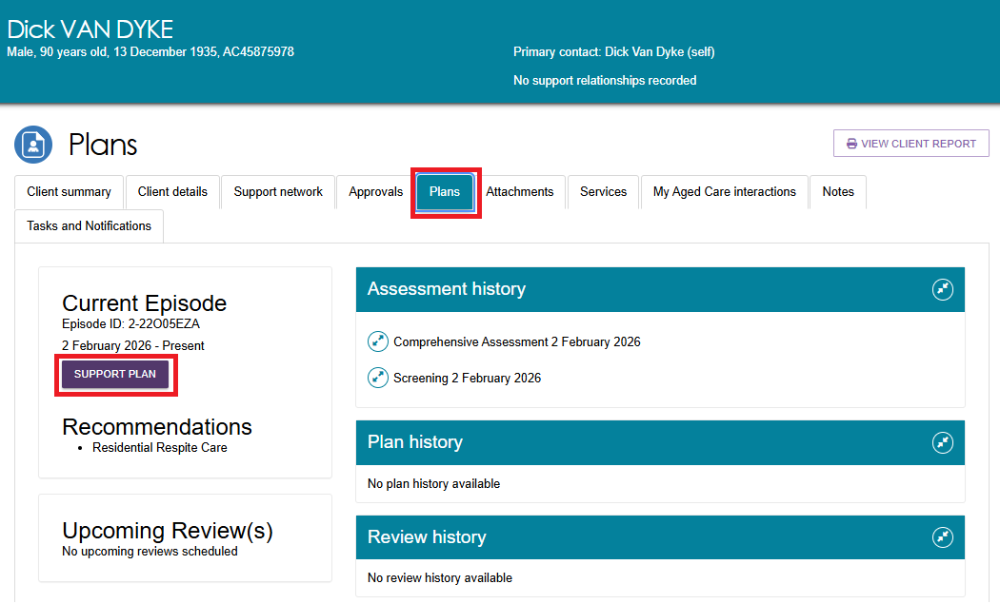 Dick VAN DYKE
Male, 90 years old, 13 December 1935, AC45875978
Primary contact: Dick Van Dyke (self)
No support relationships recorded
Plans
VIEW CLIENT REPORT
Client summary
Client details
Support network
Approvals
Plans
Attachments
Services
My Aged Care interactions
Notes
Tasks and Notifications
Current Episode
Episode ID: 2-22O05EZA
2 February 2026 - Present
SUPPORT PLAN
Recommendations
Residential Respite Care
Upcoming Review(s)
No upcoming reviews scheduled
Assessment history
Comprehensive Assessment 2 February 2026
Screening 2 February 2026
Plan history
No plan history available
Review history
No review history available